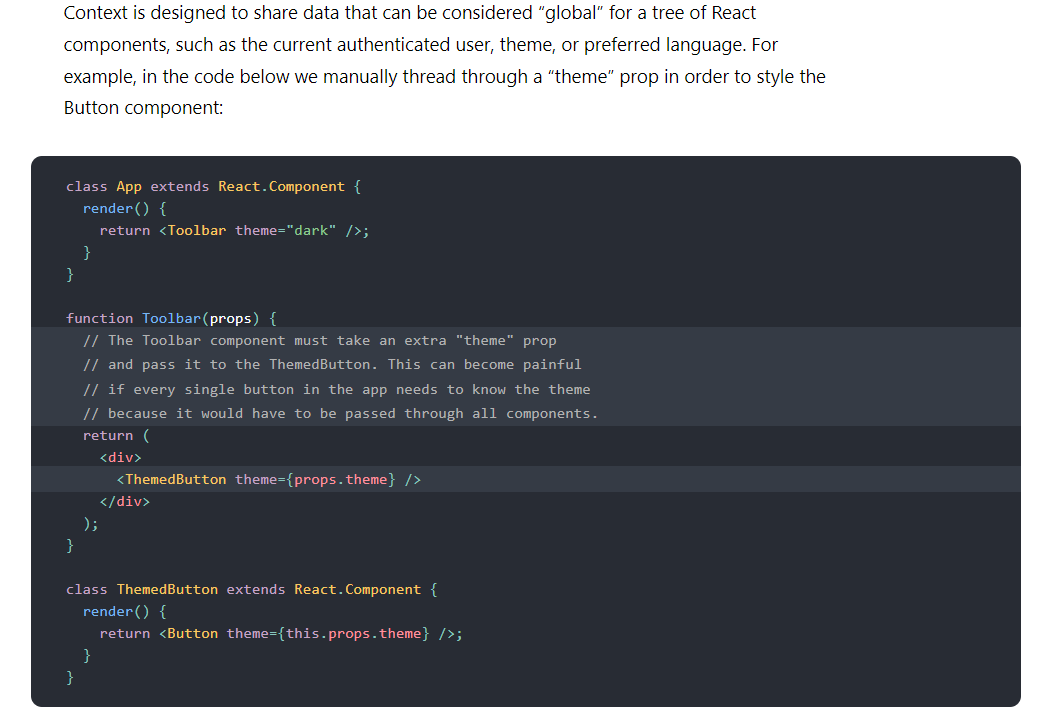 Context is designed to share data that can be considered “global” for a tree of React
components, such as the current authenticated user, theme, or preferred language. For
example, in the code below we manually thread through a “theme” prop in order to style the
Button component:
class App extends React.Component {
  render() {
    return <Toolbar theme="dark" />;
  }
}

function Toolbar(props) {
  // The Toolbar component must take an extra "theme" prop
  // and pass it to the ThemedButton. This can become painful
  // if every single button in the app needs to know the theme
  // because it would have to be passed through all components.
  return (
    <div>
      <ThemedButton theme={props.theme} />
    </div>
  );
}

class ThemedButton extends React.Component {
  render() {
    return <Button theme={this.props.theme} />;
  }
}